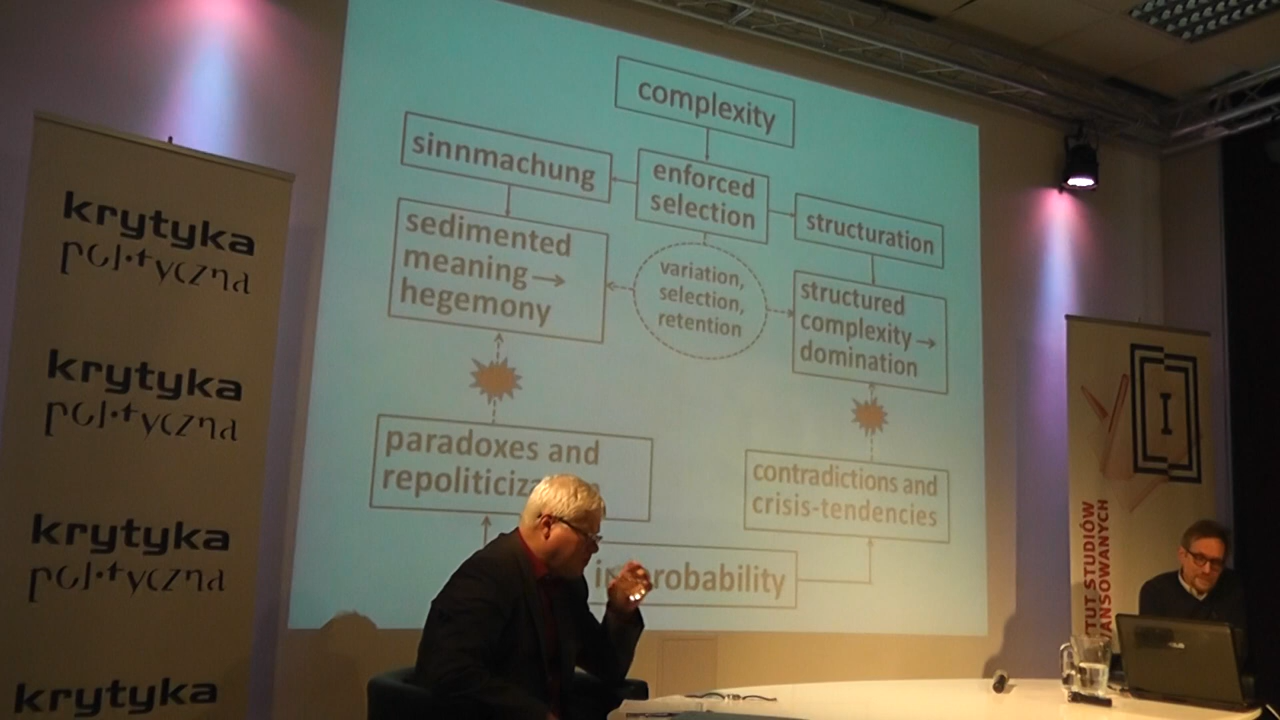 krytyka
polityczna
krytyka
polityczna
krytyka
polityczna
krytyka
complexity
sinnmachung
enforced
selection
structuration
sedimented
meaning→
hegemony
variation,
selection,
retention
structured
complexity→
domination
paradoxes and
contradictions and
crisis-tendencies
I
STUDIÓW